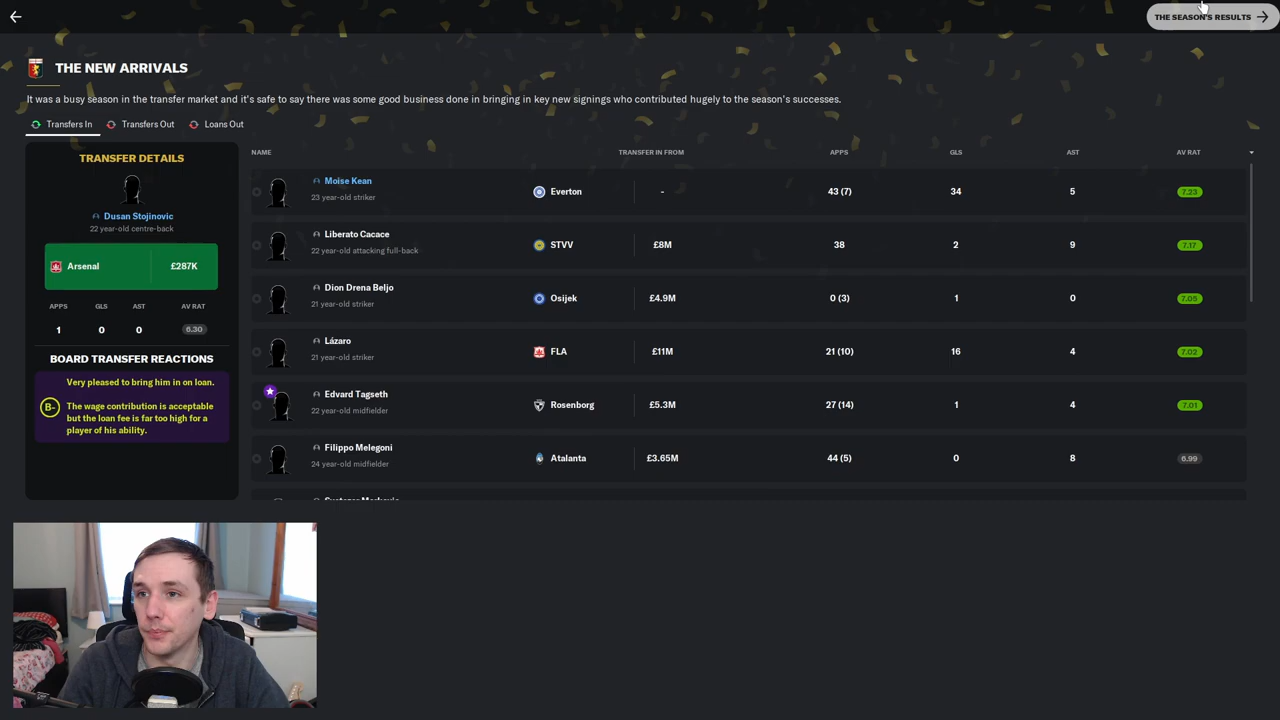 THE SEASON'S RESULTS
THE NEW ARRIVALS
It was a busy season in the transfer market and it's safe to say there was some good business done in bringing in key new signings who contributed hugely to the season's successes.
Transfers In Transfers Out Loans Out
TRANSFER DETAILS
Dusan Stojinovic
22 year-old centre-back
Arsenal £287K
APPS GLS AST AV RAT
1 0 0 6.30
BOARD TRANSFER REACTIONS
Very pleased to bring him in on loan.
B-
The wage contribution is acceptable
but the loan fee is far too high for a
player of his ability.
NAME TRANSFER IN FROM APPS GLS AST AV RAT
Moise Kean
23 year-old striker
Everton - 43 (7) 34 5 7.23
Liberato Cacace
22 year-old attacking full-back
STVV £8M 38 2 9 7.17
Dion Drena Beljo
21 year-old striker
Osijek £4.9M 0 (3) 1 0 7.05
Lázaro
21 year-old striker
FLA £11M 21 (10) 16 4 7.02
Edvard Tagseth
22 year-old midfielder
Rosenborg £5.3M 27 (14) 1 4 7.01
Filippo Melegoni
24 year-old midfielder
Atalanta £3.65M 44 (5) 0 8 6.99